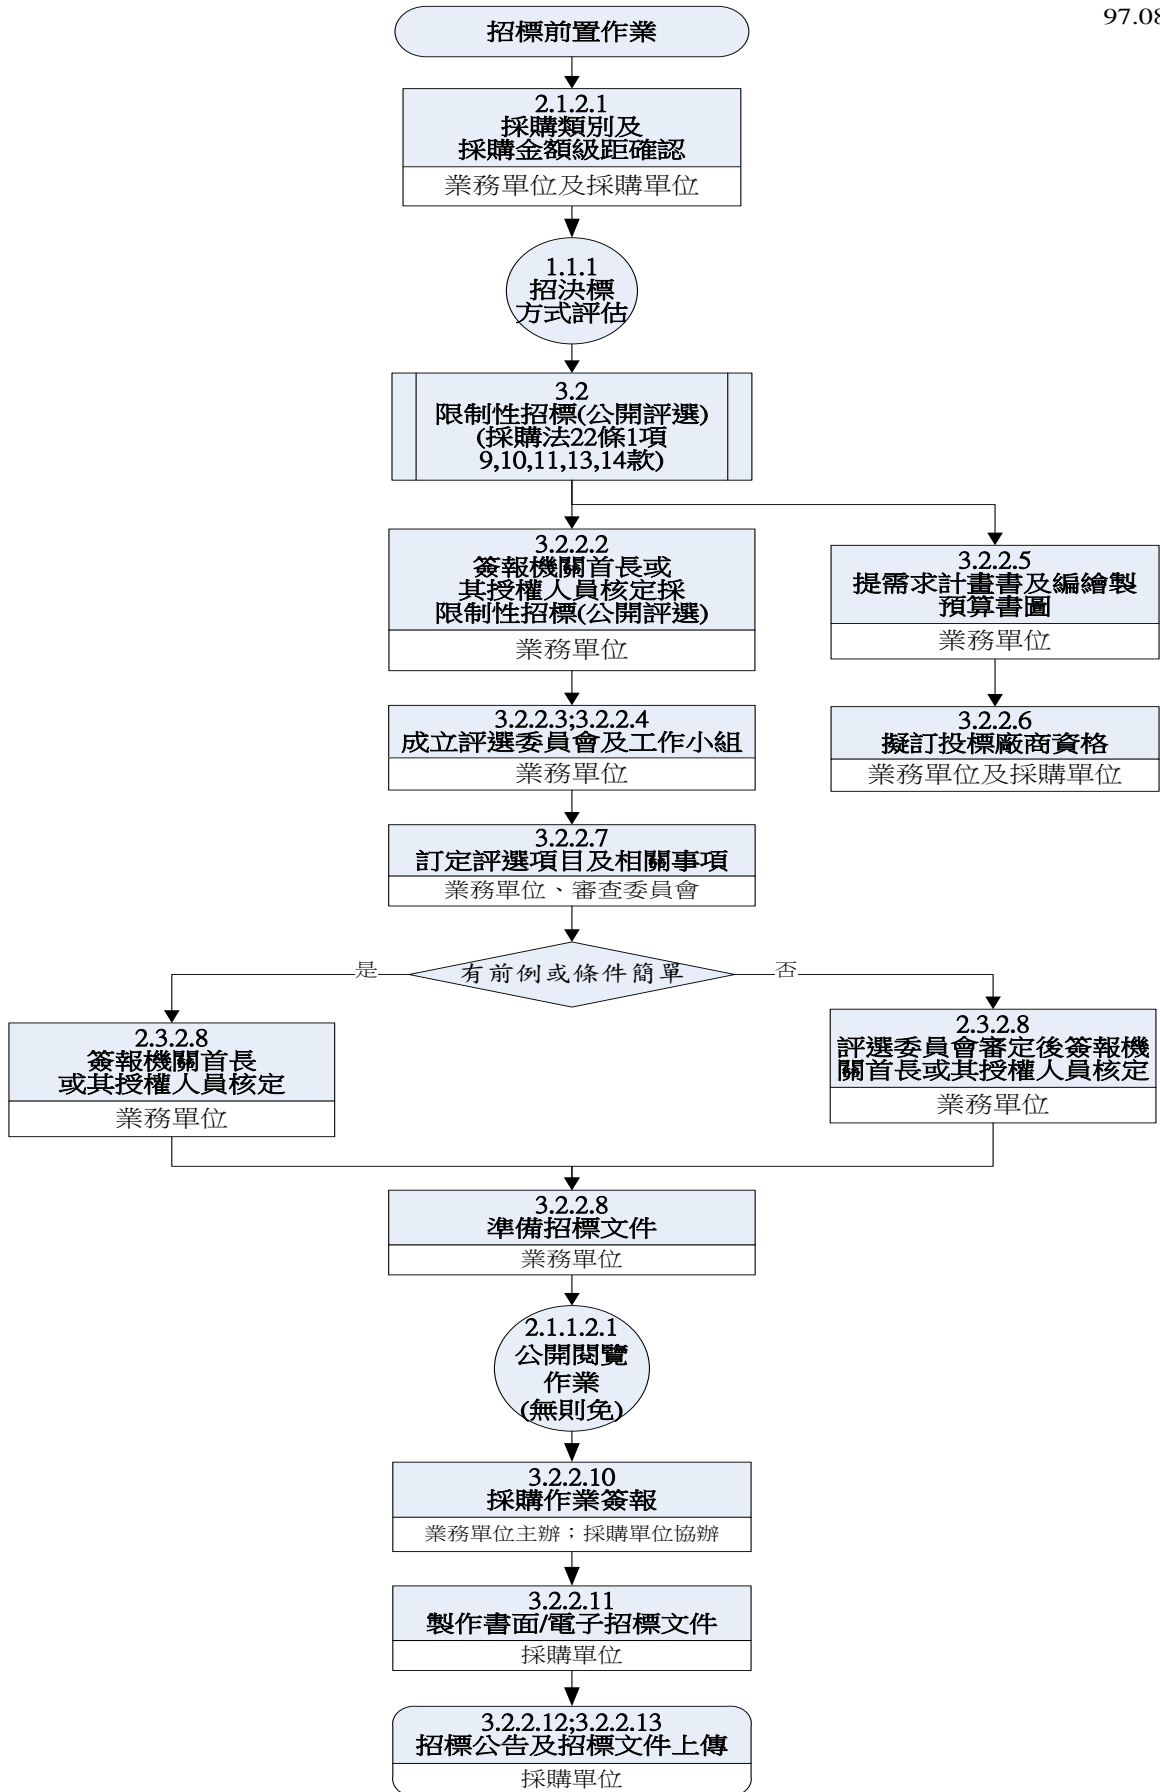 97.08
招標前置作業
2.1.2.1
採購類別及
採購金額級距確認
業務單位及採購單位
1.1.1
招決標
方式評估
3.2
限制性招標(公開評選)
(採購法22條1項
9,10,11,13,14款)
3.2.2.2
簽報機關首長或
其授權人員核定採
限制性招標(公開評選)
業務單位
3.2.2.5
提需求計畫書及編繪製
預算書圖
業務單位
3.2.2.3;3.2.2.4
成立評選委員會及工作小組
業務單位
3.2.2.6
擬訂投標廠商資格
業務單位及採購單位
3.2.2.7
訂定評選項目及相關事項
業務單位、審查委員會
有前例或條件簡單
是
否
2.3.2.8
簽報機關首長
或其授權人員核定
業務單位
2.3.2.8
評選委員會審定後簽報機
關首長或其授權人員核定
業務單位
3.2.2.8
準備招標文件
業務單位
2.1.1.2.1
公開閱覽
作業
(無則免)
3.2.2.10
採購作業簽報
業務單位主辦；採購單位協辦
3.2.2.11
製作書面/電子招標文件
採購單位
3.2.2.12;3.2.2.13
招標公告及招標文件上傳
採購單位